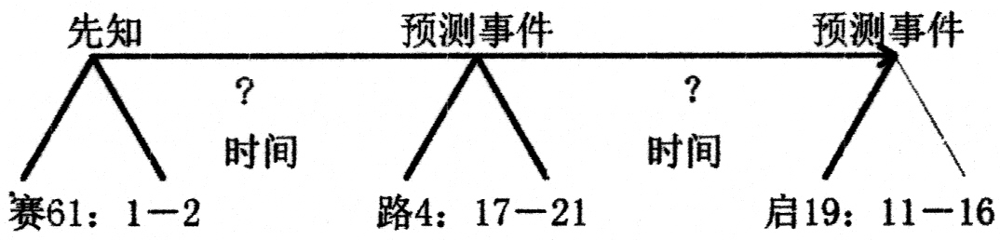 先知 预测事件 预测事件
? ?
时间 时间
赛61：1－2 路4：17－21 启19：11－16